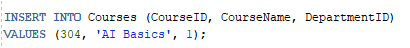 INSERT INTO Courses (CourseID, CourseName, DepartmentID)
VALUES (304, 'AI Basics', 1);